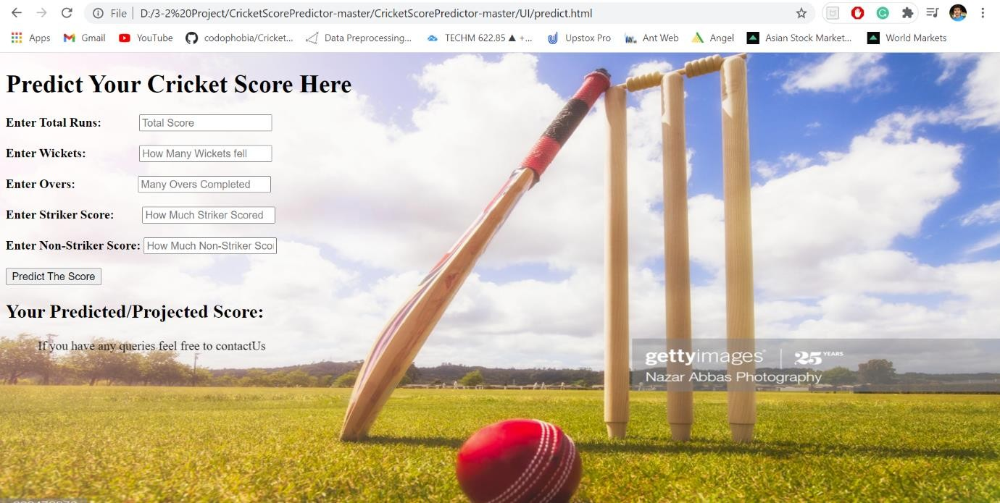 File D:/3-2%20Project/CricketScorePredictor-master/CricketScorePredictor-master/UI/predict.html
Apps Gmail YouTube codophobia/Cricket... Data Preprocessing... TECHM 622.85 ▲ +... Upstox Pro Ant Web Angel Asian Stock Market... World Markets
Predict Your Cricket Score Here
Enter Total Runs: Total Score
Enter Wickets: How Many Wickets fell
Enter Overs: Many Overs Completed
Enter Striker Score: How Much Striker Scored
Enter Non-Striker Score: How Much Non-Striker Sco
Predict The Score
Your Predicted/Projected Score:
If you have any queries feel free to contactUs
gettyimages® 25 YEARS
Nazar Abbas Photography